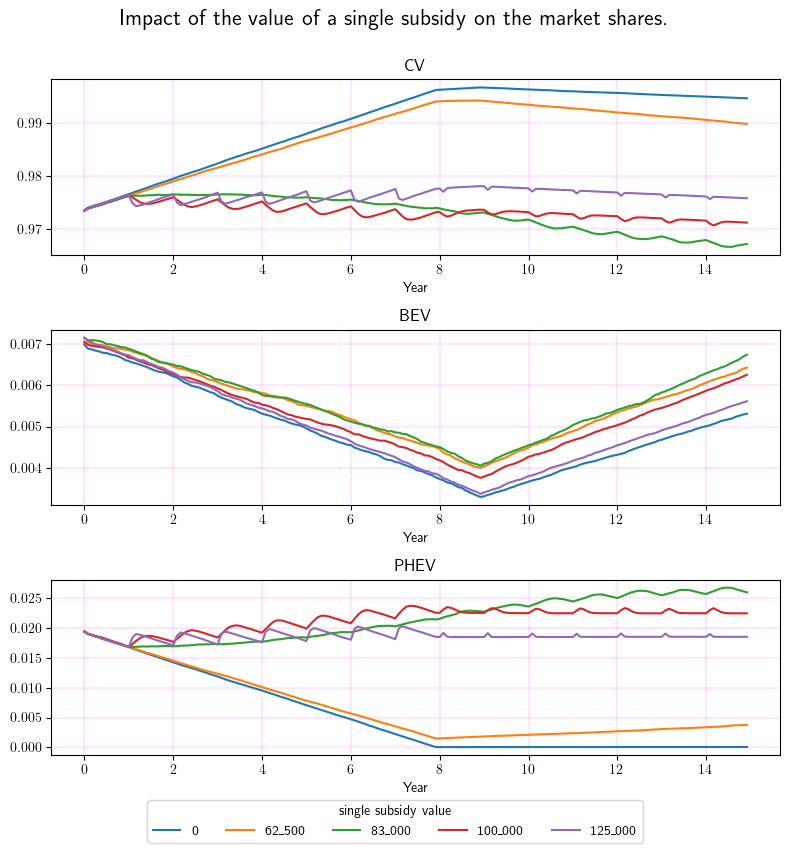 Impact of the value of a single subsidy on the market shares.
CV
0.99
0.98
0.97
0 2 4 6 8 10 12 14
Year
BEV
0.007
0.006
0.005
0.004
0 2 4 6 8 10 12 14
Year
PHEV
0.025
0.020
0.015
0.010
0.005
0.000
0 2 4 6 8 10 12 14
Year
single subsidy value
0 62_500 83_000 100_000 125_000